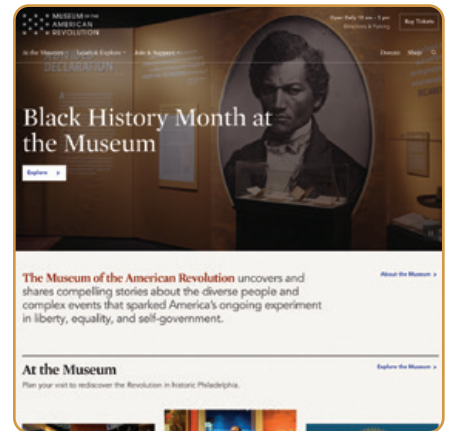 MUSEUM OF THE
AMERICAN
REVOLUTION
Open Daily 10 am – 5 pm
Directions & Parking
Buy Tickets
At the Museum
Learn & Explore
Join & Support
Donate
Shop
DECLARATION
Black History Month at
the Museum
Explore
The Museum of the American Revolution uncovers and
shares compelling stories about the diverse people and
complex events that sparked America's ongoing experiment
in liberty, equality, and self-government.
About the Museum
At the Museum
Explore the Museum
Plan your visit to rediscover the Revolution in historic Philadelphia.